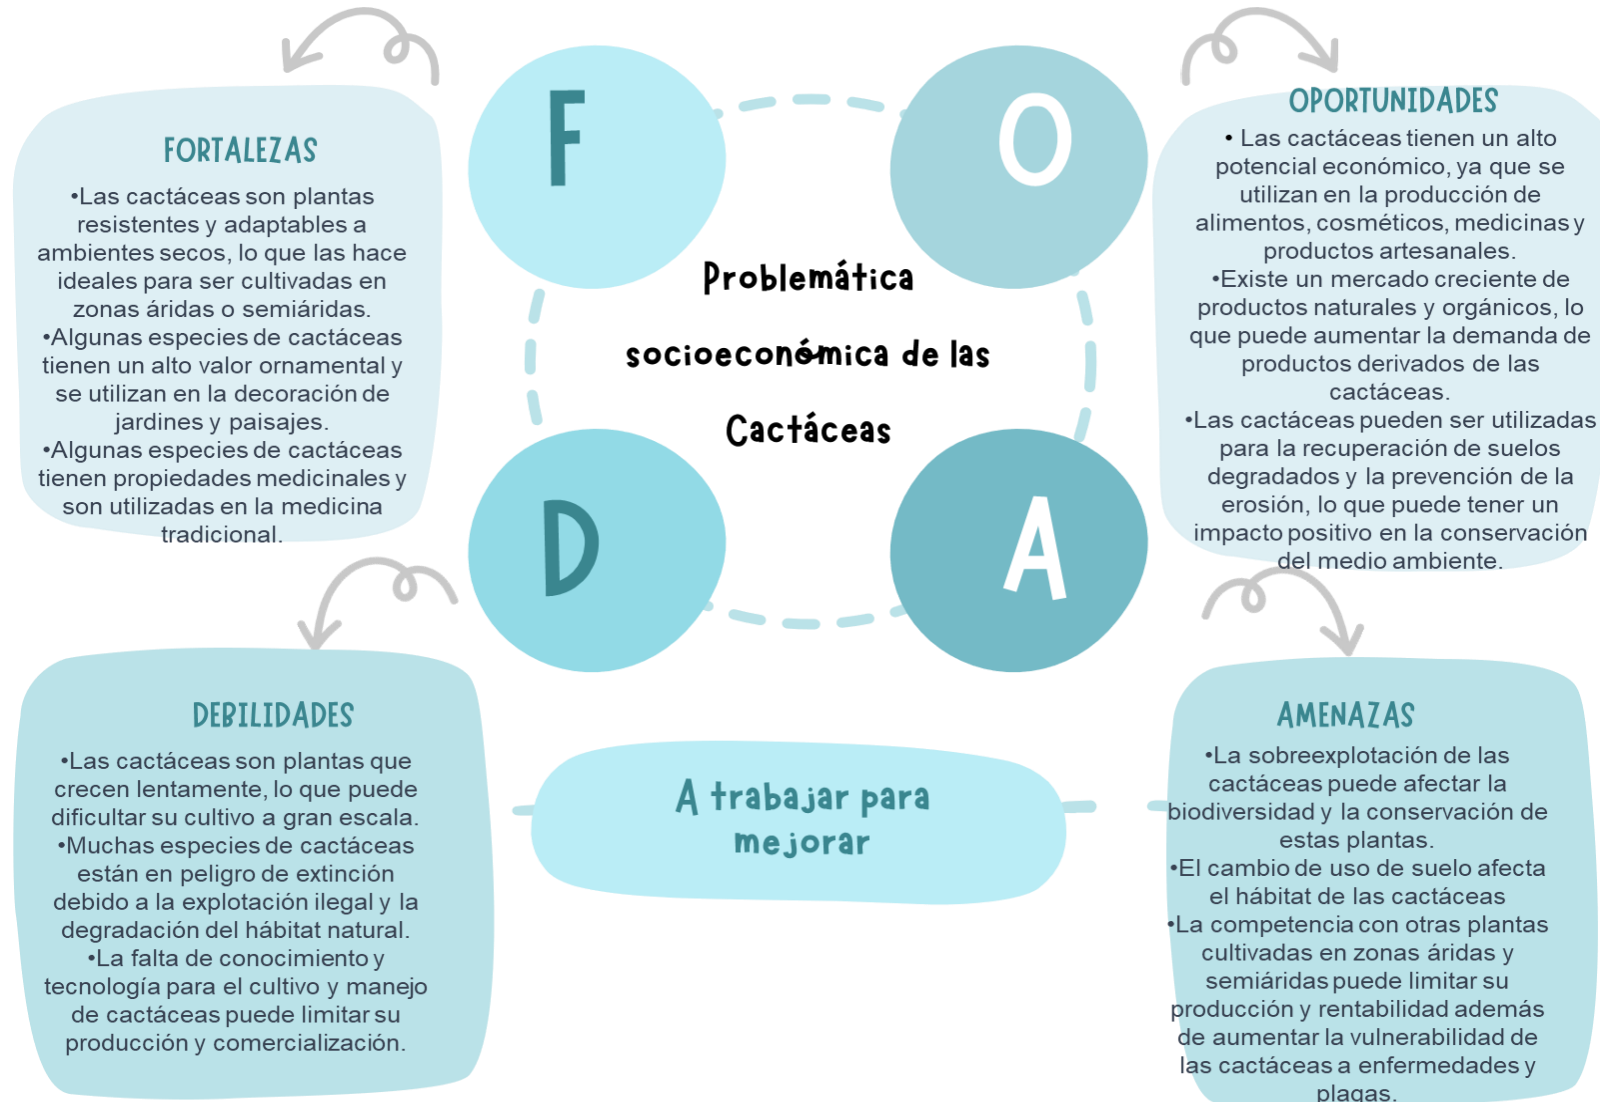 F
O
FORTALEZAS
•Las cactáceas son plantas
resistentes y adaptables a
ambientes secos, lo que las hace
ideales para ser cultivadas en
zonas áridas o semiáridas.
•Algunas especies de cactáceas
tienen un alto valor ornamental y
se utilizan en la decoración de
jardines y paisajes.
•Algunas especies de cactáceas
tienen propiedades medicinales y
son utilizadas en la medicina
tradicional.
OPORTUNIDADES
• Las cactáceas tienen un alto
potencial económico, ya que se
utilizan en la producción de
alimentos, cosméticos, medicinas y
productos artesanales.
•Existe un mercado creciente de
productos naturales y orgánicos, lo
que puede aumentar la demanda de
productos derivados de las
cactáceas.
•Las cactáceas pueden ser utilizadas
para la recuperación de suelos
degradados y la prevención de la
erosión, lo que puede tener un
impacto positivo en la conservación
del medio ambiente.
Problemática
socioeconómica de las
Cactáceas
D
A
DEBILIDADES
•Las cactáceas son plantas que
crecen lentamente, lo que puede
dificultar su cultivo a gran escala.
•Muchas especies de cactáceas
están en peligro de extinción
debido a la explotación ilegal y la
degradación del hábitat natural.
•La falta de conocimiento y
tecnología para el cultivo y manejo
de cactáceas puede limitar su
producción y comercialización.
A trabajar para
mejorar
AMENAZAS
•La sobreexplotación de las
cactáceas puede afectar la
biodiversidad y la conservación de
estas plantas.
•El cambio de uso de suelo afecta
el hábitat de las cactáceas
•La competencia con otras plantas
cultivadas en zonas áridas y
semiáridas puede limitar su
producción y rentabilidad además
de aumentar la vulnerabilidad de
las cactáceas a enfermedades y
plagas.